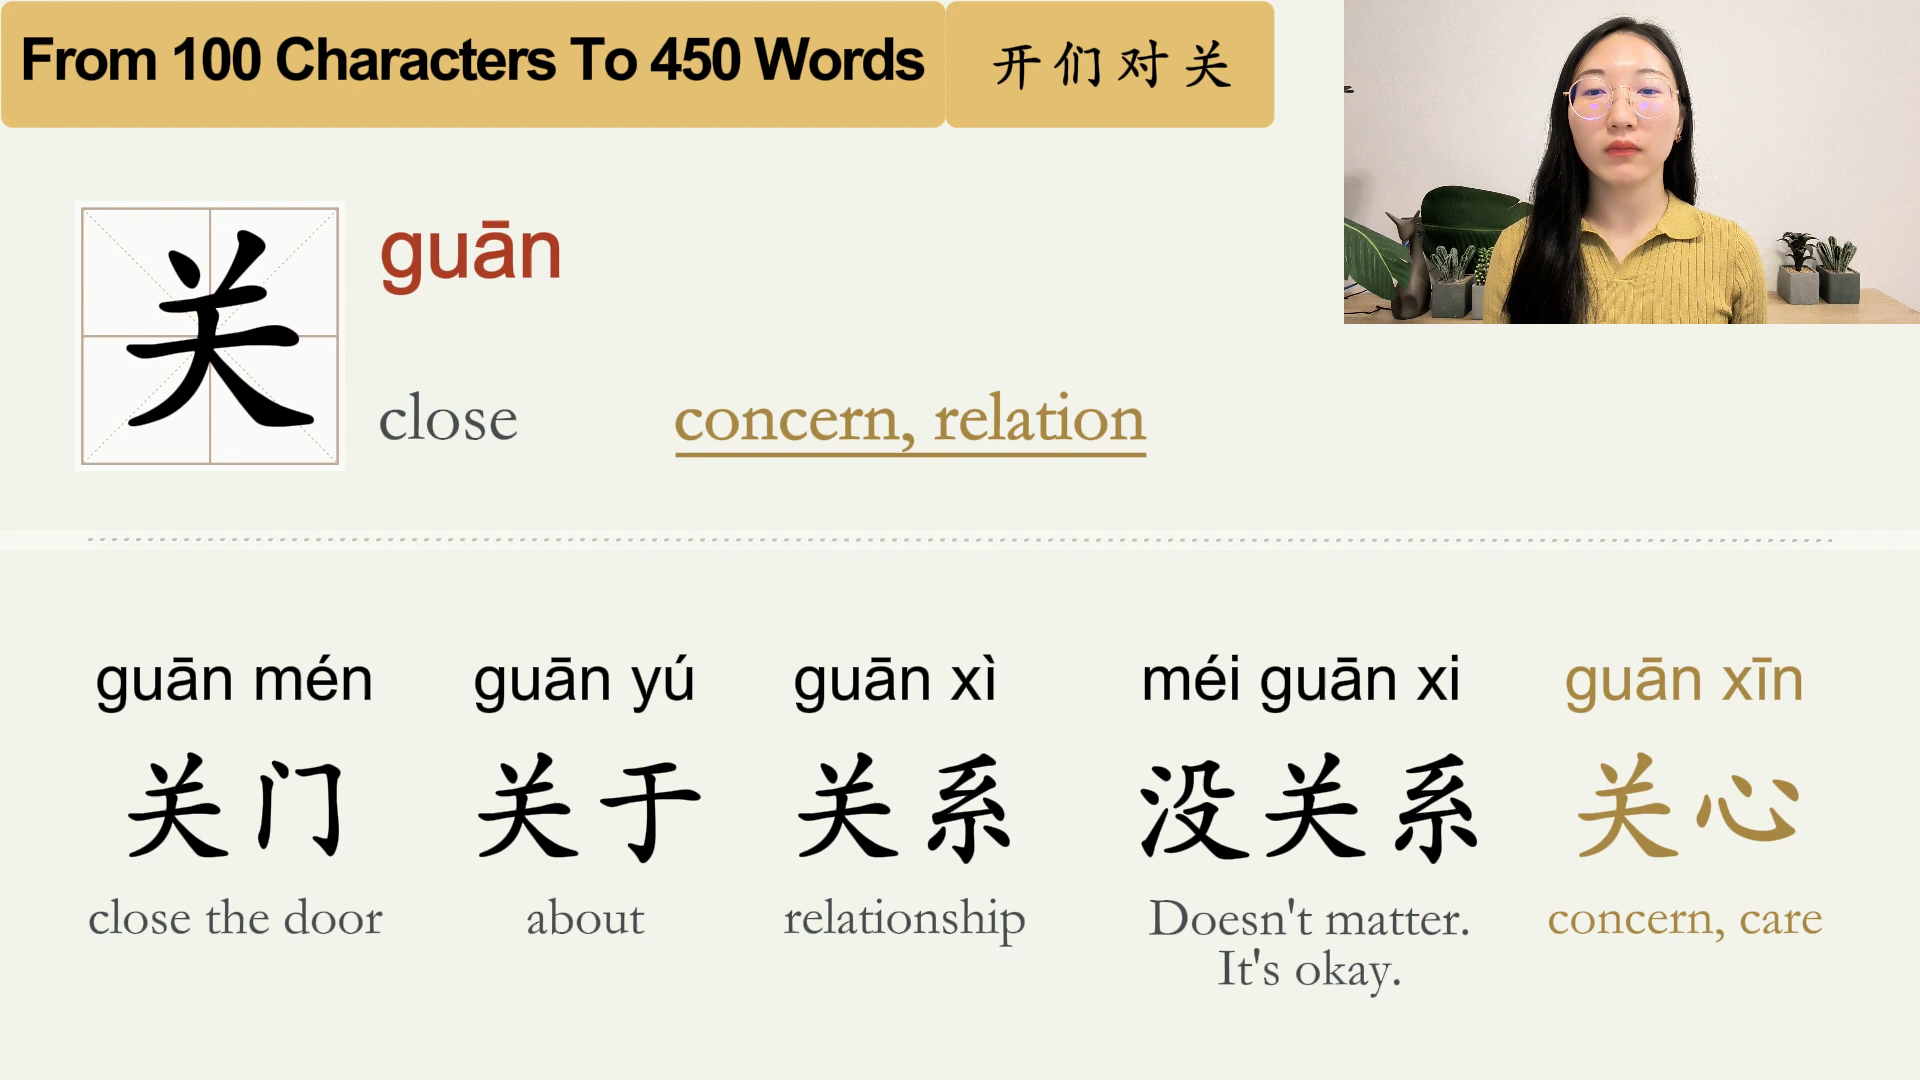 From 100 Characters To 450 Words
开们对关
关
guān
close
concern, relation
guān mén
guān yú
guān xì
méi guān xi
guān xīn
关门
关于
关系
没关系
关心
close the door
about
relationship
Doesn't matter.
It's okay.
concern, care